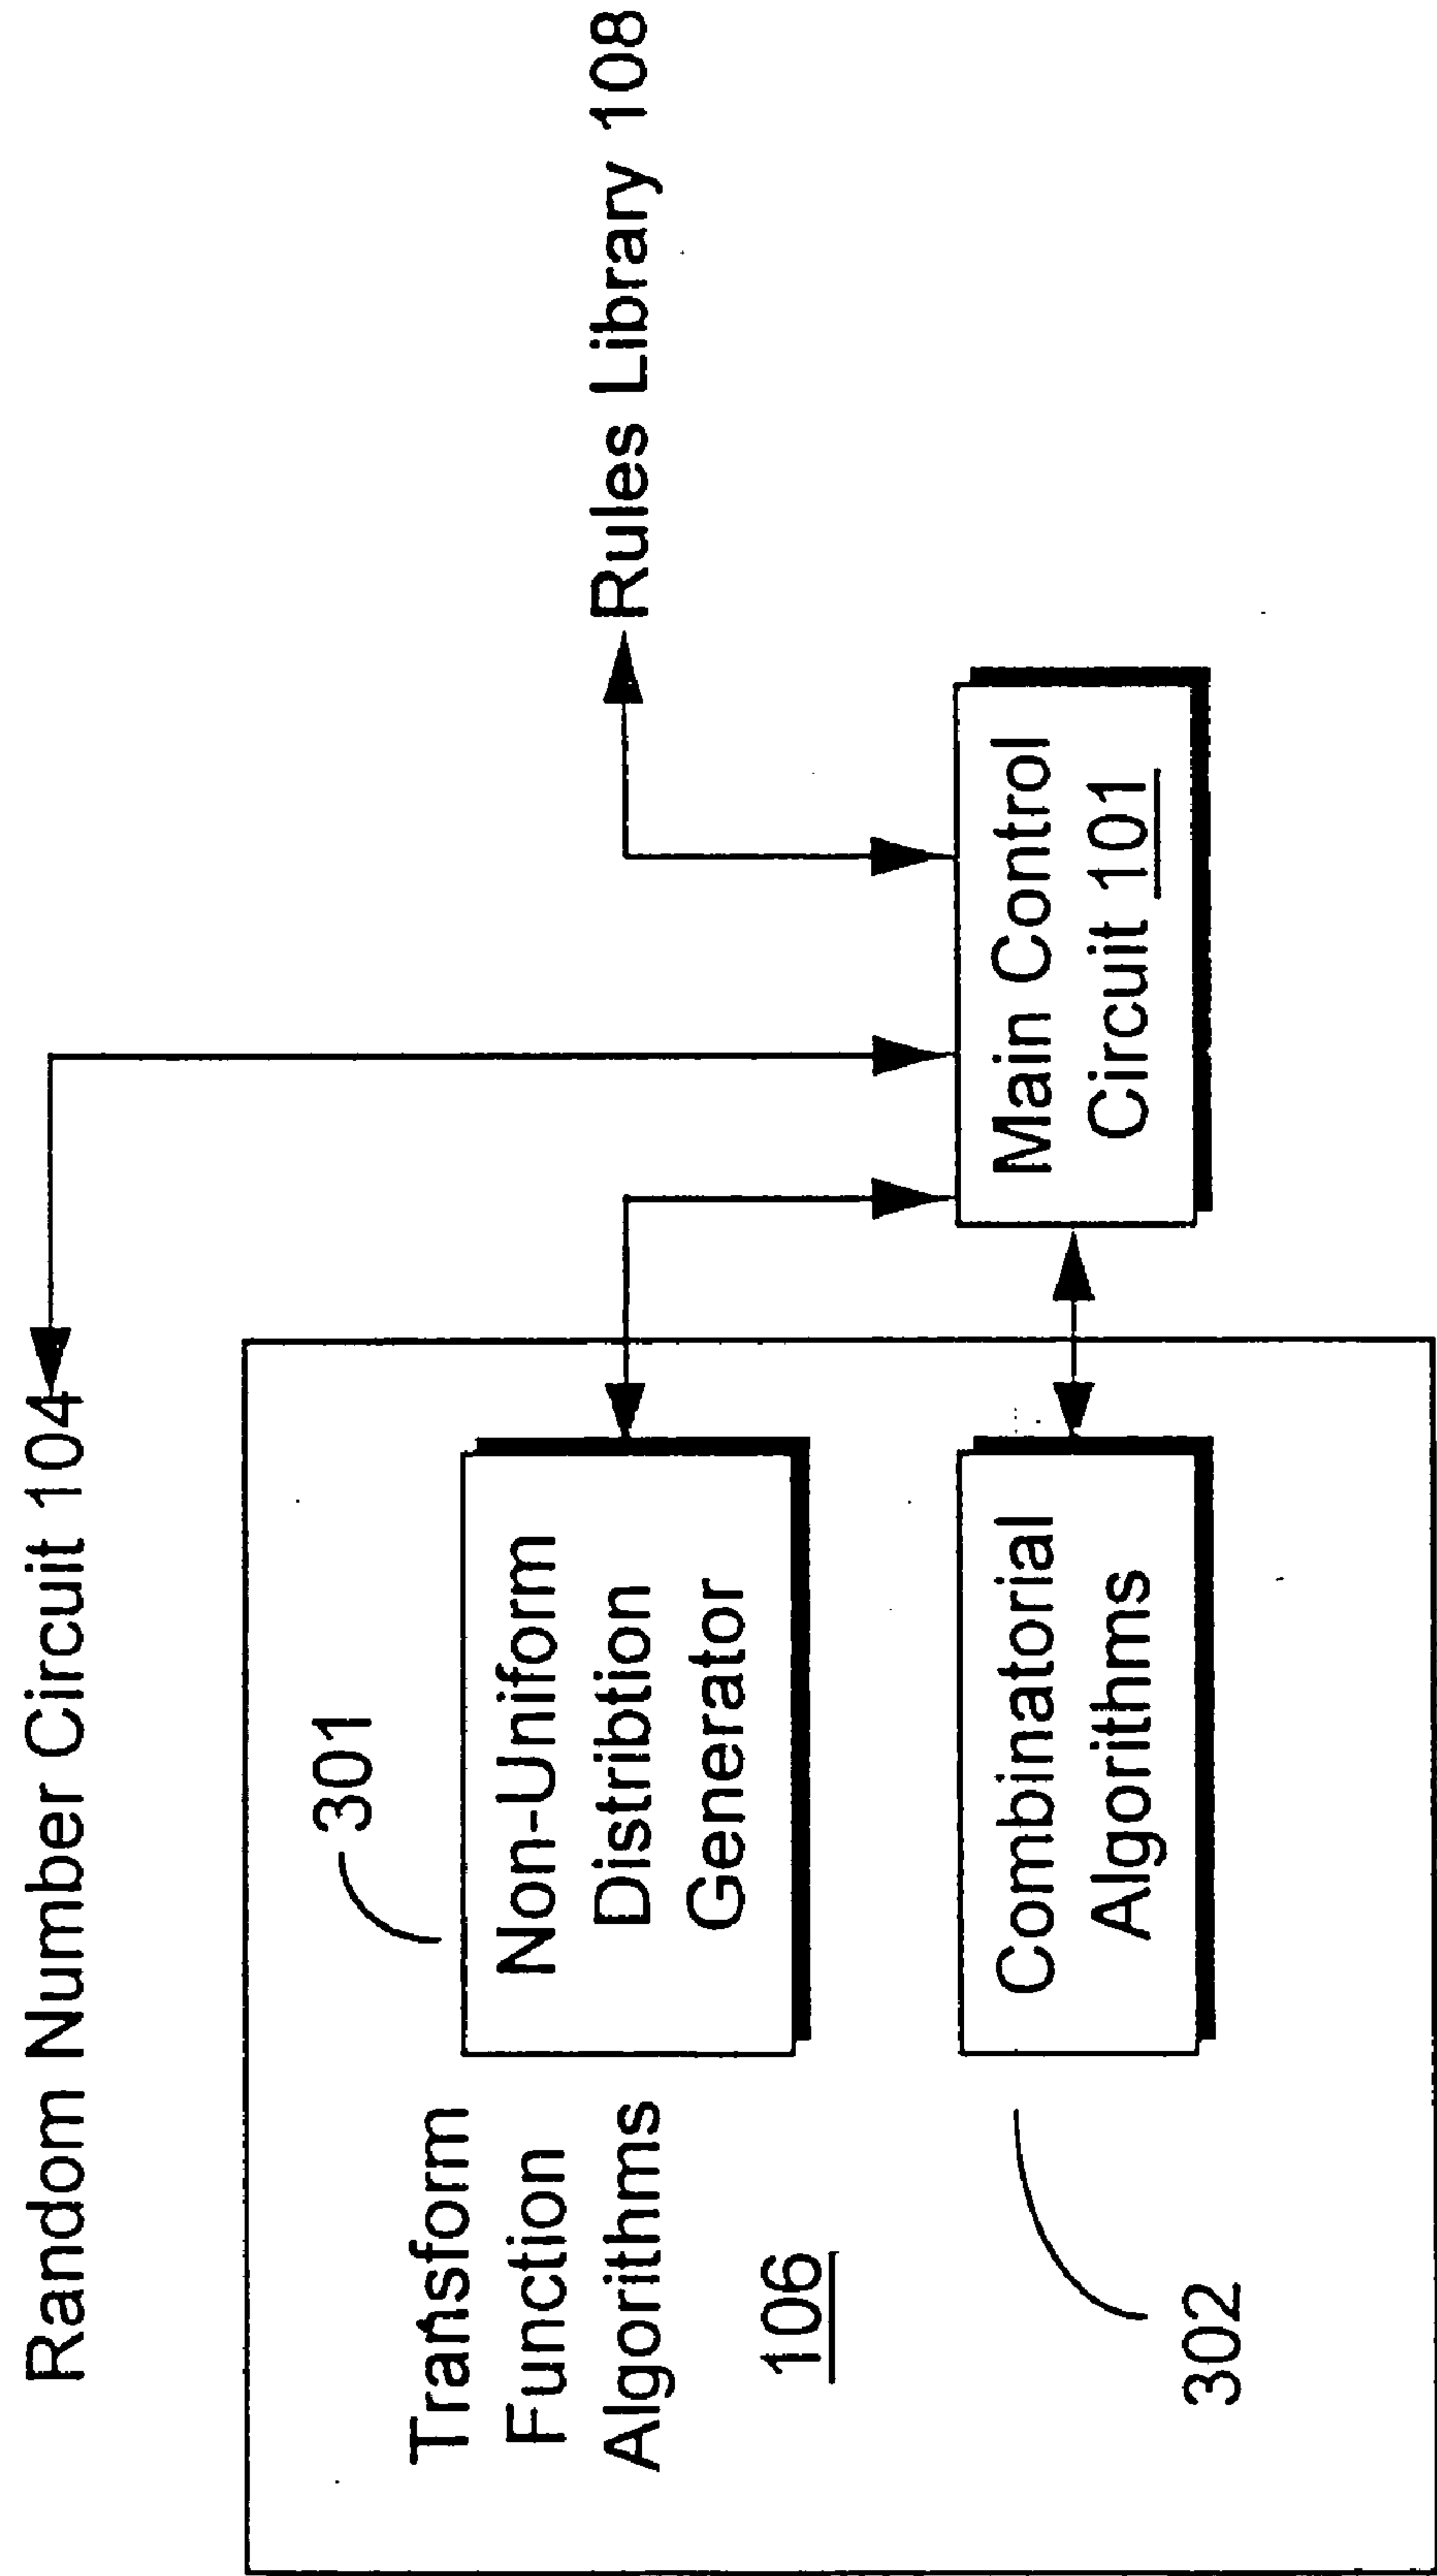 Random Number Circuit 104
Rules Library 108
Transform
Function
Algorithms
106
301
Non-Uniform
Distribtion
Generator
302
Combinatorial
Algorithms
Main Control
Circuit 101